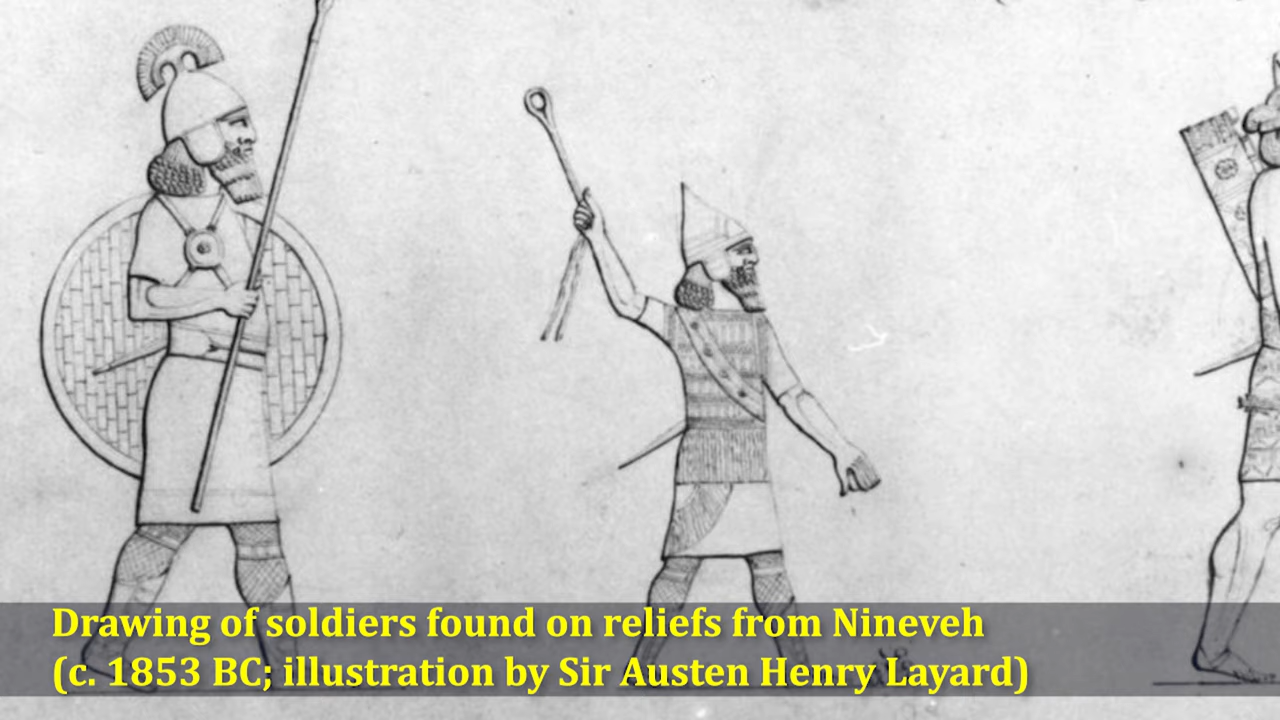 Drawing of soldiers found on reliefs from Nineveh
(c. 1853 BC; illustration by Sir Austen Henry Layard)